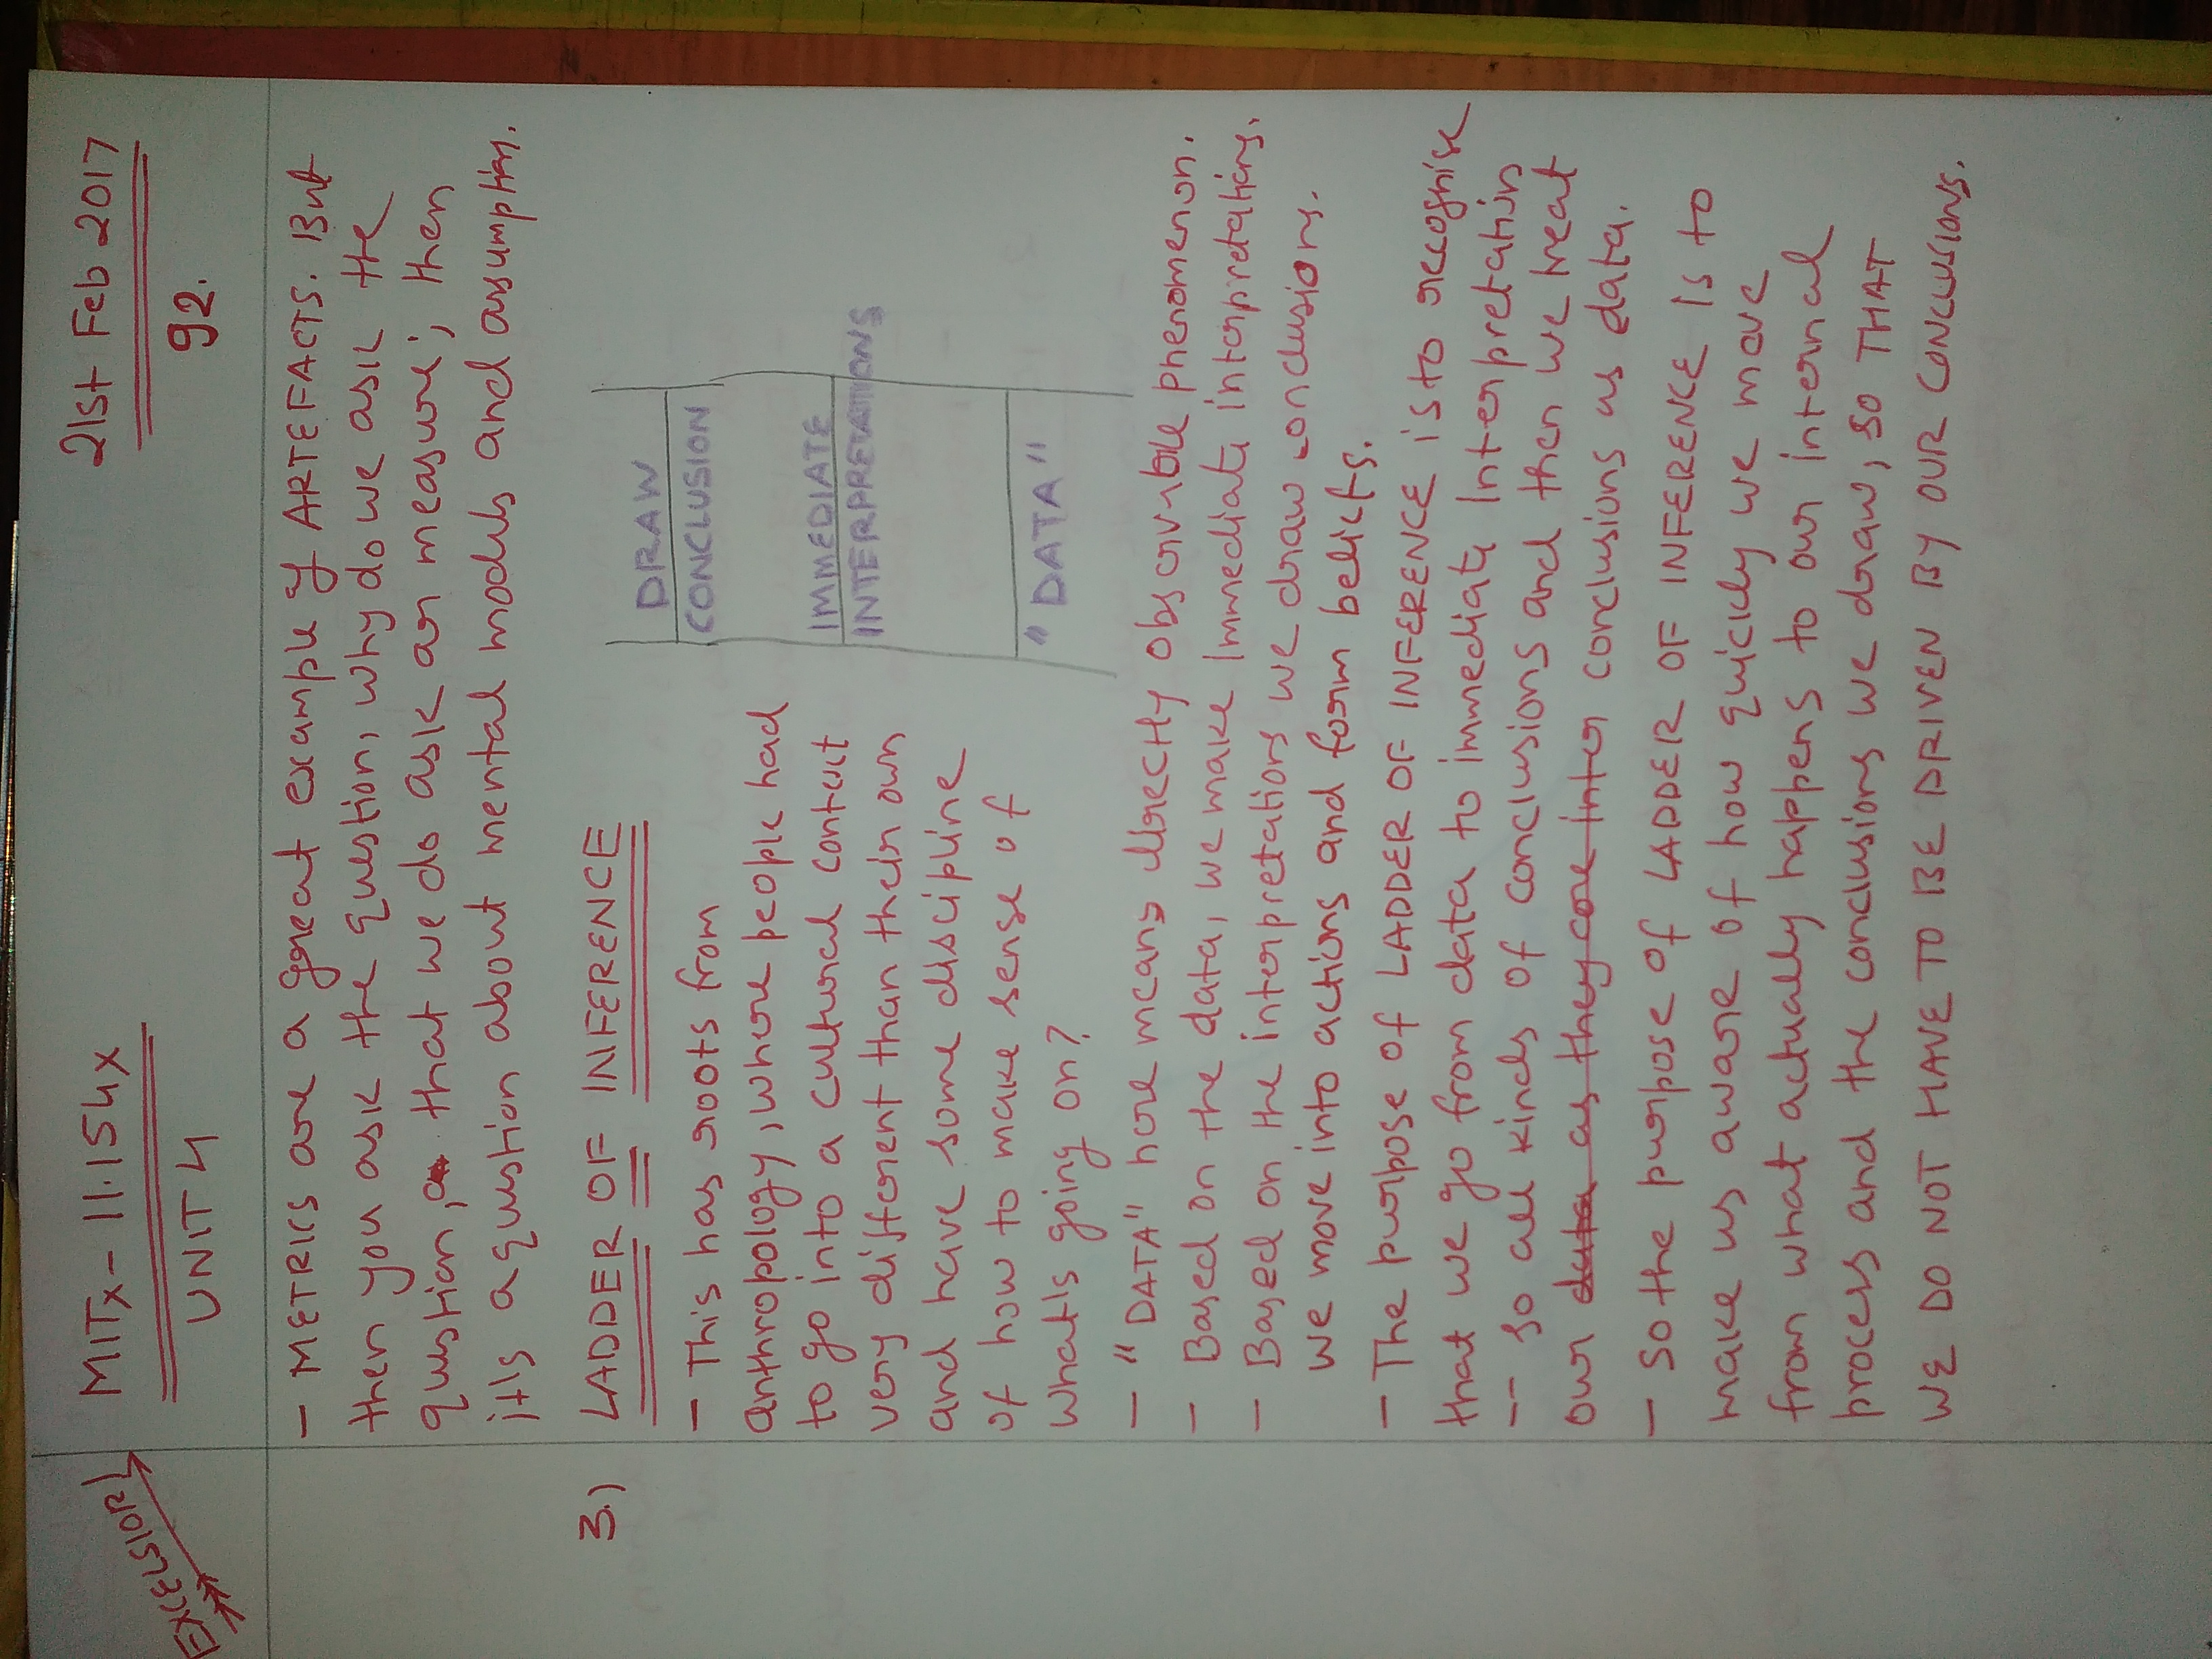 EXCELSIOR!
MITx - 11.154x
21st Feb 2017
UNIT 4
92.
- METRICS are a great example of ARTEFACTS. But
then you ask the question, why do we ask the
question, that we do ask or measure; then
it's a question about mental models and assumption.
3.) LADDER OF INFERENCE
- This has roots from
anthropology, where people had
to go into a cultural context
very different than their own
and have some discipline
of how to make sense of
what's going on?
DRAW
CONCLUSION
IMMEDIATE
INTERPRETATIONS
"DATA"
- "DATA" here means directly observable phenomenon.
- Based on the data, we make immediate interpretations.
- Based on the interpretations we draw conclusions.
we move into actions and form beliefs.
- The purpose of LADDER OF INFERENCE is to recognise
that we go from data to immediate Interpretation
-- so all kinds of conclusions and then we treat
our data as they are inter conclusions as data.
- So the purpose of LADDER OF INFERENCE is to
make us aware of how quickly we move
from what actually happens to our internal
process and the conclusions we draw, so THAT
WE DO NOT HAVE TO BE DRIVEN BY OUR CONCLUSIONS.